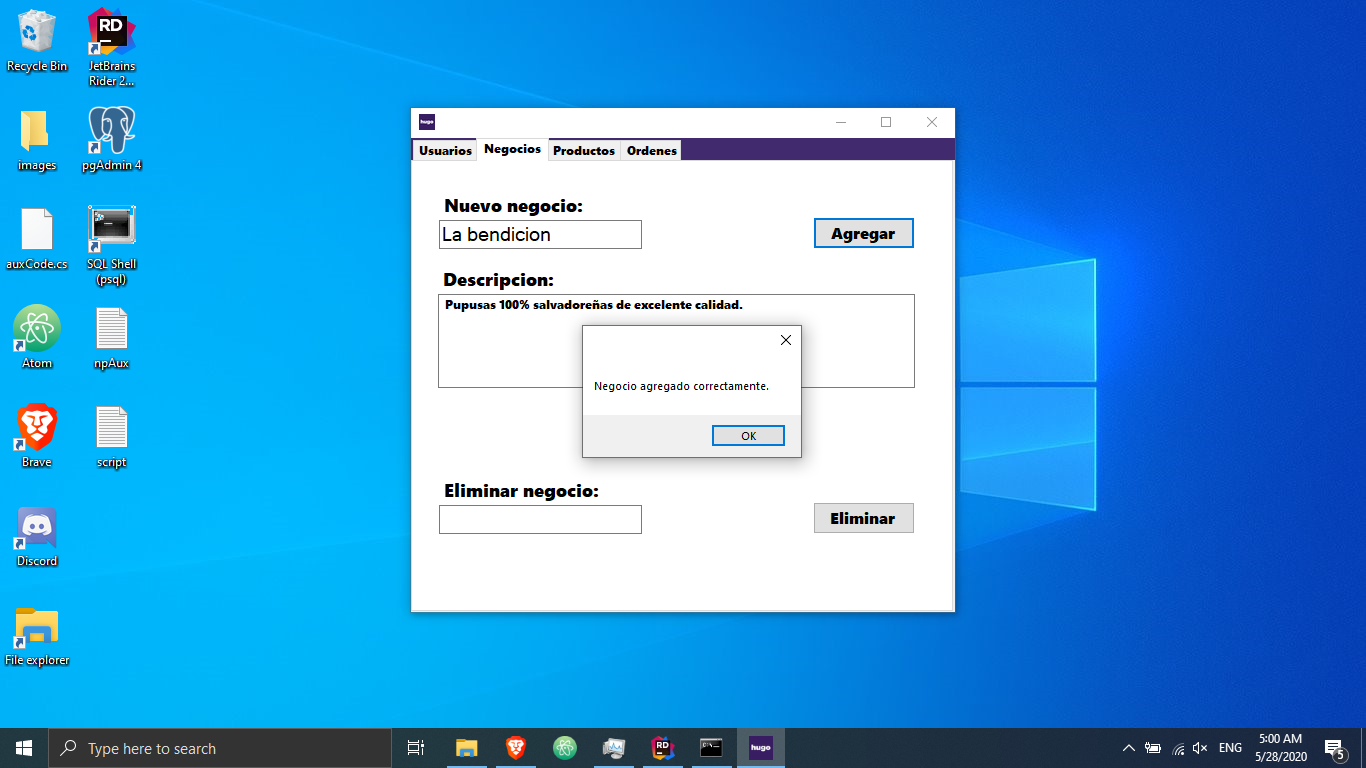 Recycle Bin
JetBrains
Rider 2...
images
pgAdmin 4
auxCode.cs
SQL Shell
(psql)
Atom
npAux
Brave
script
Discord
File explorer
RD
hugo
Usuarios
Negocios
Productos
Ordenes
Nuevo negocio:
La bendicion
Agregar
Descripcion:
Pupusas 100% salvadoreñas de excelente calidad.
Negocio agregado correctamente.
OK
Eliminar negocio:
Eliminar
Type here to search
RD
hugo
ENG
5:00 AM
5/28/2020
5